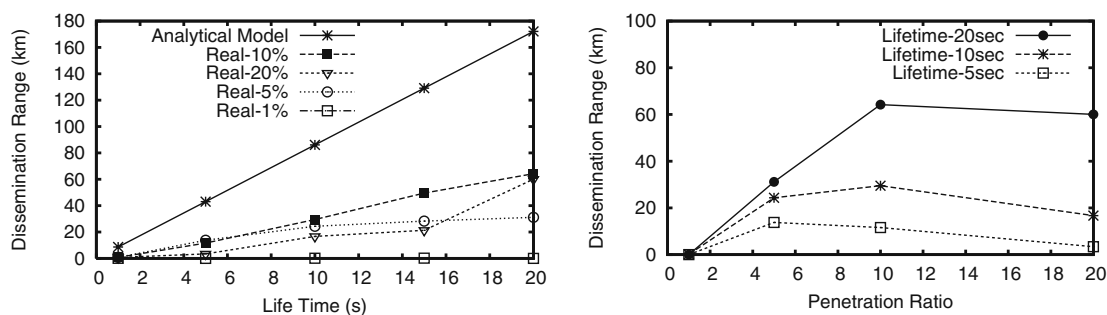 Dissemination Range (km)
180
160
140
120
100
80
60
40
20
0
Analytical Model
Real-10%
Real-20%
Real-5%
Real-1%
0 2 4 6 8 10 12 14 16 18 20
Life Time (s)
Dissemination Range (km)
100
80
60
40
20
0
Lifetime-20sec
Lifetime-10sec
Lifetime-5sec
0 2 4 6 8 10 12 14 16 18 20
Penetration Ratio